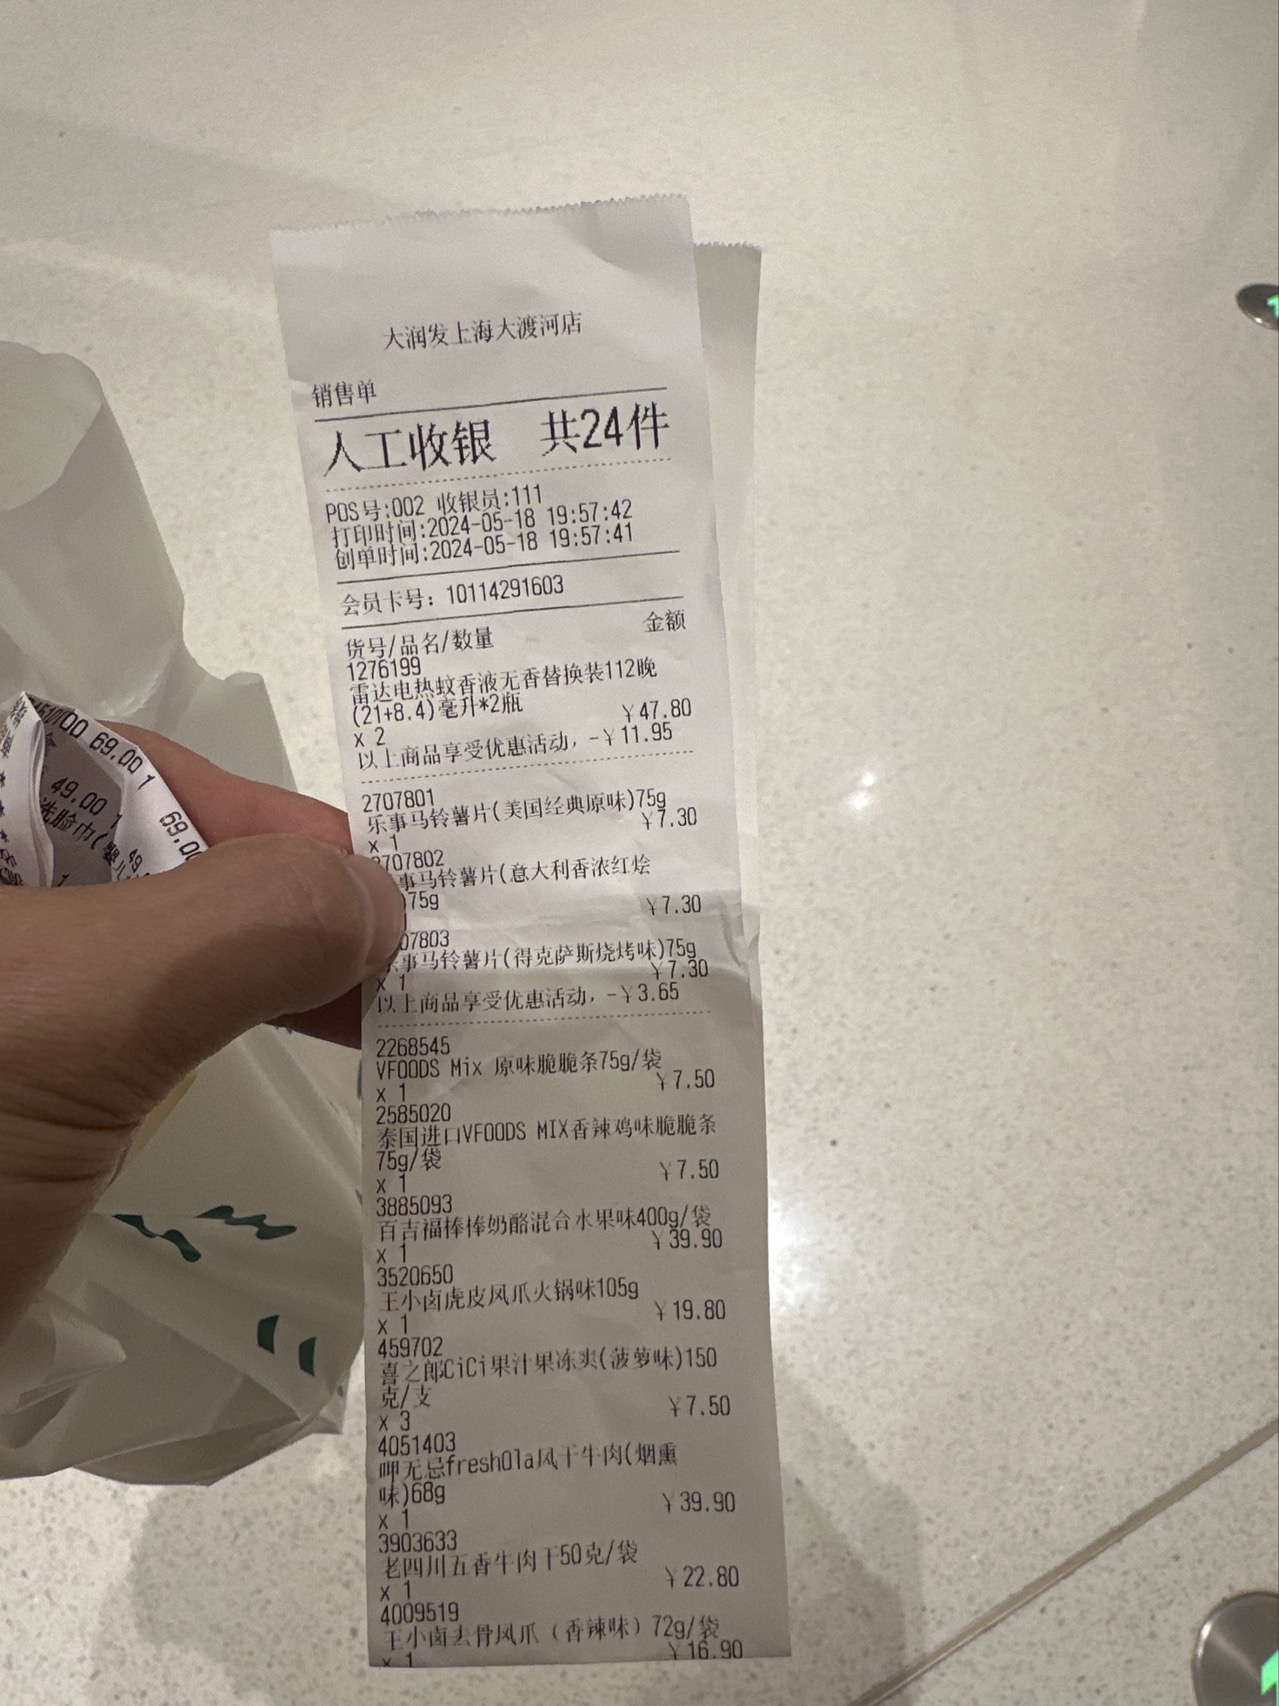 大润发上海大渡河店
销售单
人工收银 共24件
POS号:002 收银员:111
打印时间:2024-05-18 19:57:42
创单时间:2024-05-18 19:57:41
会员卡号: 10114291603
货号/品名/数量 金额
1276199
雷达电热蚊香液无香替换装112晚
(21+8.4)毫升*2瓶 ¥47.80
x 2
以上商品享受优惠活动, -¥11.95
2707801
乐事马铃薯片(美国经典原味)75g
¥7.30
x 1
2707802
事马铃薯片(意大利香浓红烩
)75g ¥7.30
07803
乐事马铃薯片(得克萨斯烧烤味)75g
¥7.30
x 1
以上商品享受优惠活动, -¥3.65
2268545
VFOODS Mix 原味脆脆条75g/袋
¥7.50
x 1
2585020
泰国进口VFOODS MIX香辣鸡味脆脆条
75g/袋 ¥7.50
x 1
3885093
百吉福棒棒奶酪混合水果味400g/袋
¥39.90
x 1
3520650
王小卤虎皮凤爪火锅味105g
¥19.80
x 1
459702
喜之郎CiCi果汁果冻爽(菠萝味)150
克/支 ¥7.50
x 3
4051403
呷无忌freshOla风干牛肉(烟熏
味)68g ¥39.90
x 1
3903633
老四川五香牛肉干50克/袋
¥22.80
x 1
4009519
王小卤去骨凤爪（香辣味）72g/袋
¥16.90
x 1
00 69.00 1
69.00
49.00 1
洗脸巾(婴儿
49